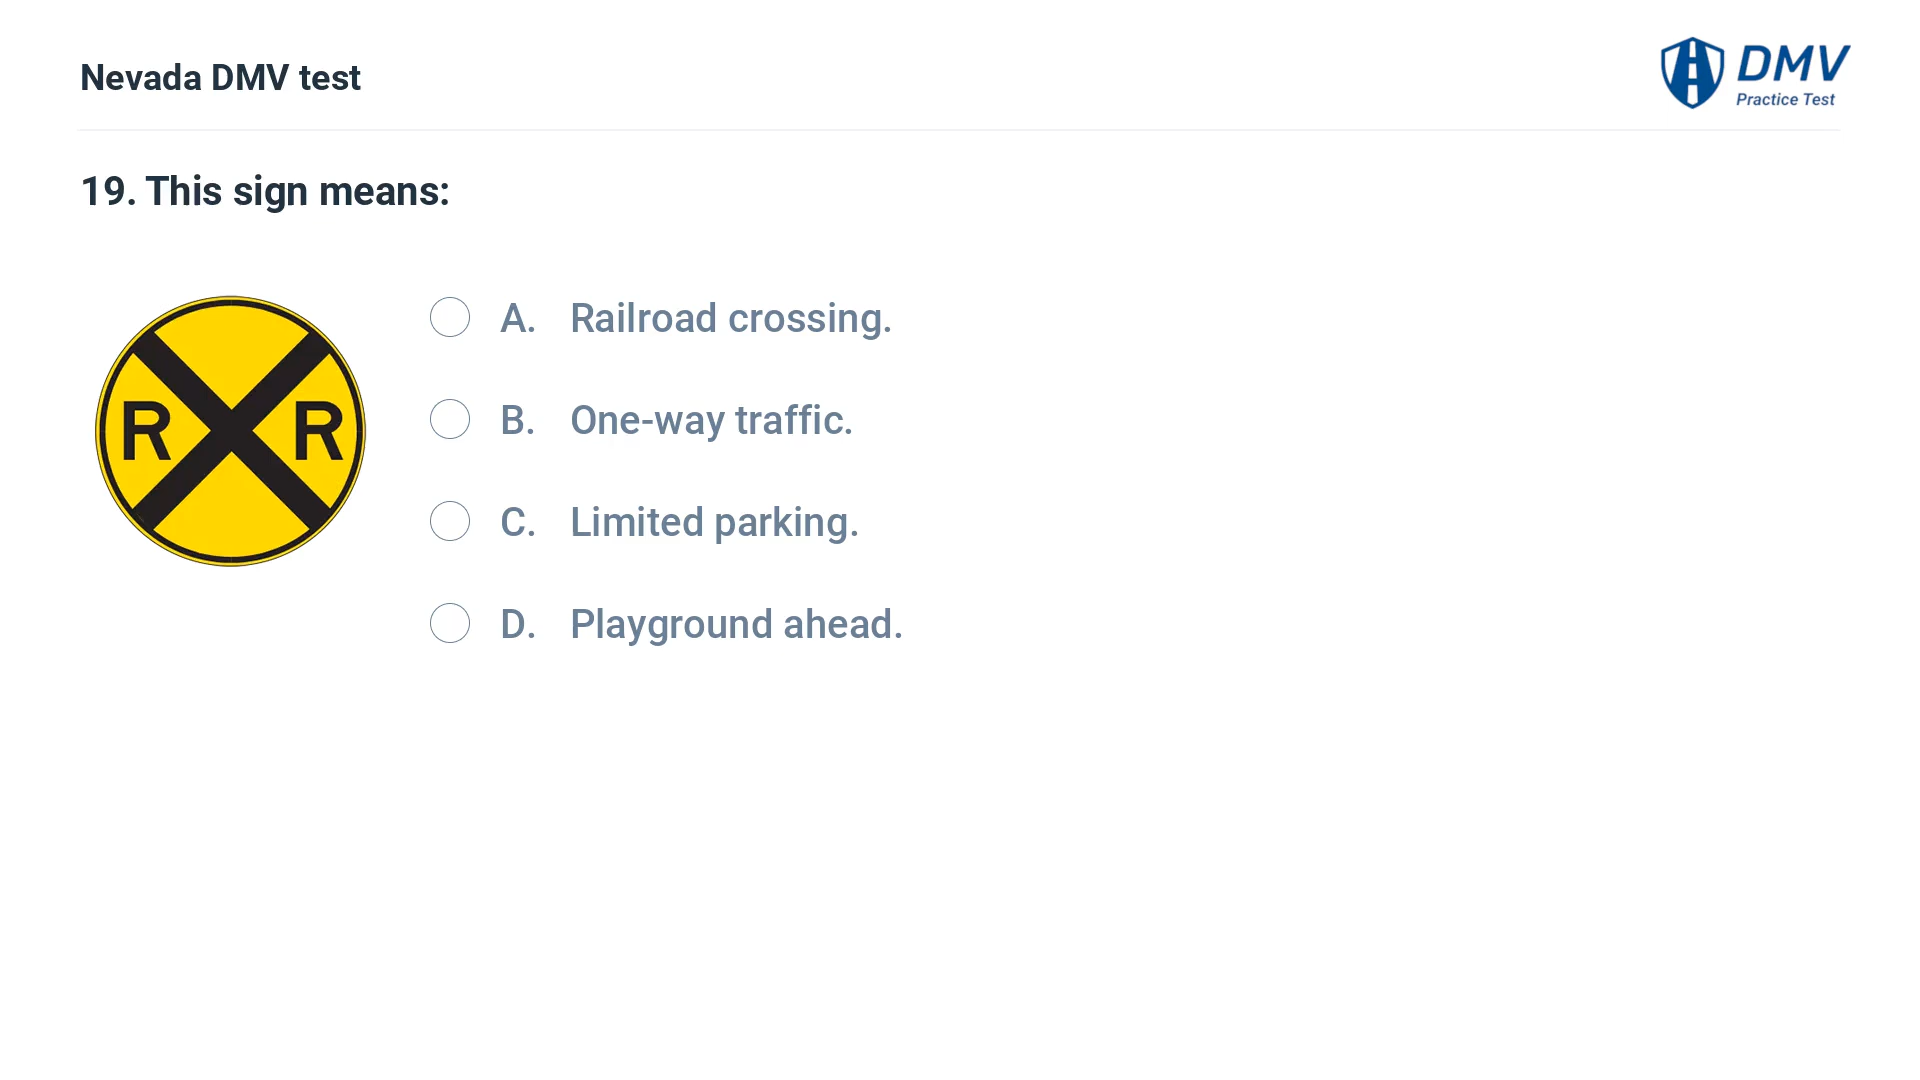 Nevada DMV test
DMV
Practice Test
19. This sign means:
R R
A. Railroad crossing.
B. One-way traffic.
C. Limited parking.
D. Playground ahead.